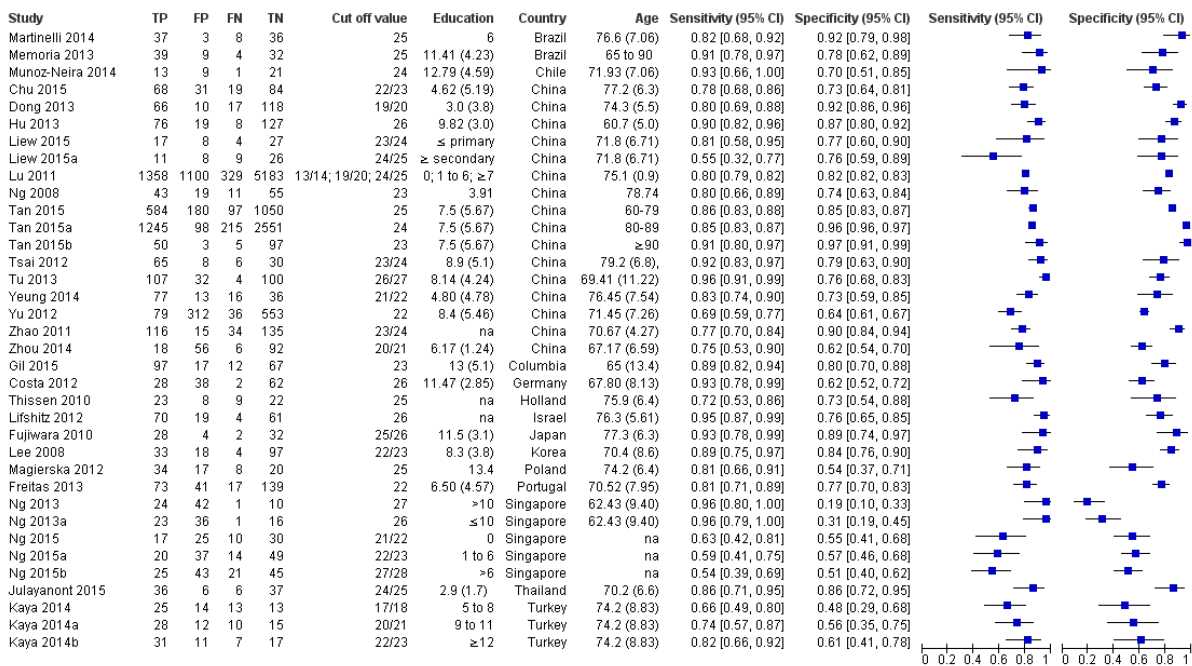 Study TP FP FN TN Cut off value Education Country Age Sensitivity (95% CI) Specificity (95% CI) Sensitivity (95% CI) Specificity (95% CI)
Martinelli 2014 37 3 8 36 25 6 Brazil 76.6 (7.06) 0.82 [0.68, 0.92] 0.92 [0.79, 0.98]
Memoria 2013 39 9 4 32 25 11.41 (4.23) Brazil 65 to 90 0.91 [0.78, 0.97] 0.78 [0.62, 0.89]
Munoz-Neira 2014 13 9 1 21 24 12.79 (4.59) Chile 71.93 (7.06) 0.93 [0.66, 1.00] 0.70 [0.51, 0.85]
Chu 2015 68 31 19 84 22/23 4.62 (5.19) China 77.2 (6.3) 0.78 [0.68, 0.86] 0.73 [0.64, 0.81]
Dong 2013 66 10 17 118 19/20 3.0 (3.8) China 74.3 (5.5) 0.80 [0.69, 0.88] 0.92 [0.86, 0.96]
Hu 2013 76 19 8 127 26 9.82 (3.0) China 60.7 (5.0) 0.90 [0.82, 0.96] 0.87 [0.80, 0.92]
Liew 2015 17 8 4 27 23/24 ≤ primary China 71.8 (6.71) 0.81 [0.58, 0.95] 0.77 [0.60, 0.90]
Liew 2015a 11 8 9 26 24/25 ≥ secondary China 71.8 (6.71) 0.55 [0.32, 0.77] 0.76 [0.59, 0.89]
Lu 2011 1358 1100 329 5183 13/14; 19/20; 24/25 0; 1 to 6; ≥7 China 75.1 (0.9) 0.80 [0.79, 0.82] 0.82 [0.82, 0.83]
Ng 2008 43 19 11 55 23 3.91 China 78.74 0.80 [0.66, 0.89] 0.74 [0.63, 0.84]
Tan 2015 584 180 97 1050 25 7.5 (5.67) China 60-79 0.86 [0.83, 0.88] 0.85 [0.83, 0.87]
Tan 2015a 1245 98 215 2551 24 7.5 (5.67) China 80-89 0.85 [0.83, 0.87] 0.96 [0.96, 0.97]
Tan 2015b 50 3 5 97 23 7.5 (5.67) China ≥90 0.91 [0.80, 0.97] 0.97 [0.91, 0.99]
Tsai 2012 65 8 6 30 23/24 8.9 (5.1) China 79.2 (6.8), 0.92 [0.83, 0.97] 0.79 [0.63, 0.90]
Tu 2013 107 32 4 100 26/27 8.14 (4.24) China 69.41 (11.22) 0.96 [0.91, 0.99] 0.76 [0.68, 0.83]
Yeung 2014 77 13 16 36 21/22 4.80 (4.78) China 76.45 (7.54) 0.83 [0.74, 0.90] 0.73 [0.59, 0.85]
Yu 2012 79 312 36 553 22 8.4 (5.46) China 71.45 (7.26) 0.69 [0.59, 0.77] 0.64 [0.61, 0.67]
Zhao 2011 116 15 34 135 23/24 na China 70.67 (4.27) 0.77 [0.70, 0.84] 0.90 [0.84, 0.94]
Zhou 2014 18 56 6 92 20/21 6.17 (1.24) China 67.17 (6.59) 0.75 [0.53, 0.90] 0.62 [0.54, 0.70]
Gil 2015 97 17 12 67 23 13 (5.1) Columbia 65 (13.4) 0.89 [0.82, 0.94] 0.80 [0.70, 0.88]
Costa 2012 28 38 2 62 26 11.47 (2.85) Germany 67.80 (8.13) 0.93 [0.78, 0.99] 0.62 [0.52, 0.72]
Thissen 2010 23 8 9 22 25 na Holland 75.9 (6.4) 0.72 [0.53, 0.86] 0.73 [0.54, 0.88]
Lifshitz 2012 70 19 4 61 26 na Israel 76.3 (5.61) 0.95 [0.87, 0.99] 0.76 [0.65, 0.85]
Fujiwara 2010 28 4 2 32 25/26 11.5 (3.1) Japan 77.3 (6.3) 0.93 [0.78, 0.99] 0.89 [0.74, 0.97]
Lee 2008 33 18 4 97 22/23 8.3 (3.8) Korea 70.4 (8.6) 0.89 [0.75, 0.97] 0.84 [0.76, 0.90]
Magierska 2012 34 17 8 20 25 13.4 Poland 74.2 (6.4) 0.81 [0.66, 0.91] 0.54 [0.37, 0.71]
Freitas 2013 73 41 17 139 22 6.50 (4.57) Portugal 70.52 (7.95) 0.81 [0.71, 0.89] 0.77 [0.70, 0.83]
Ng 2013 24 42 1 10 27 >10 Singapore 62.43 (9.40) 0.96 [0.80, 1.00] 0.19 [0.10, 0.33]
Ng 2013a 23 36 1 16 26 ≤10 Singapore 62.43 (9.40) 0.96 [0.79, 1.00] 0.31 [0.19, 0.45]
Ng 2015 17 25 10 30 21/22 0 Singapore na 0.63 [0.42, 0.81] 0.55 [0.41, 0.68]
Ng 2015a 20 37 14 49 22/23 1 to 6 Singapore na 0.59 [0.41, 0.75] 0.57 [0.46, 0.68]
Ng 2015b 25 43 21 45 27/28 >6 Singapore na 0.54 [0.39, 0.69] 0.51 [0.40, 0.62]
Julayanont 2015 36 6 6 37 24/25 2.9 (1.7) Thailand 70.2 (6.6) 0.86 [0.71, 0.95] 0.86 [0.72, 0.95]
Kaya 2014 25 14 13 13 17/18 5 to 8 Turkey 74.2 (8.83) 0.66 [0.49, 0.80] 0.48 [0.29, 0.68]
Kaya 2014a 28 12 10 15 20/21 9 to 11 Turkey 74.2 (8.83) 0.74 [0.57, 0.87] 0.56 [0.35, 0.75]
Kaya 2014b 31 11 7 17 22/23 ≥12 Turkey 74.2 (8.83) 0.82 [0.66, 0.92] 0.61 [0.41, 0.78]
0 0.2 0.4 0.6 0.8 1 0 0.2 0.4 0.6 0.8 1